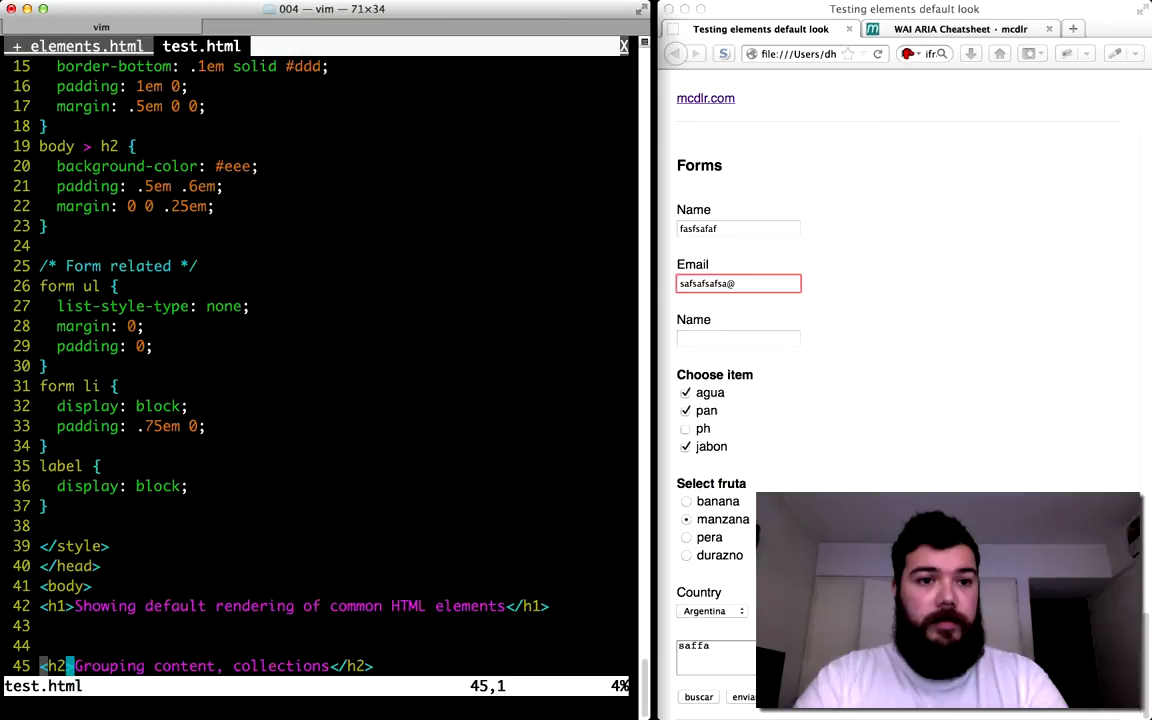 004 — vim — 71×34
vim
+ elements.html test.html X
15 border-bottom: .1em solid #ddd;
16 padding: 1em 0;
17 margin: .5em 0 0;
18 }
19 body > h2 {
20 background-color: #eee;
21 padding: .5em .6em;
22 margin: 0 0 .25em;
23 }
24
25 /* Form related */
26 form ul {
27 list-style-type: none;
28 margin: 0;
29 padding: 0;
30 }
31 form li {
32 display: block;
33 padding: .75em 0;
34 }
35 label {
36 display: block;
37 }
38
39 </style>
40 </head>
41 <body>
42 <h1>Showing default rendering of common HTML elements</h1>
43
44
45 <h2>Grouping content, collections</h2>
test.html 45,1 4%
Testing elements default look
Testing elements default look × WAI ARIA Cheatsheet · mcdlr × +
S file:///Users/dh ifr
mcdlr.com
Forms
Name
fasfsafaf
Email
safsafsafsa@
Name
Choose item
agua
pan
ph
jabon
Select fruta
banana
manzana
pera
durazno
Country
Argentina
saffa
buscar envia